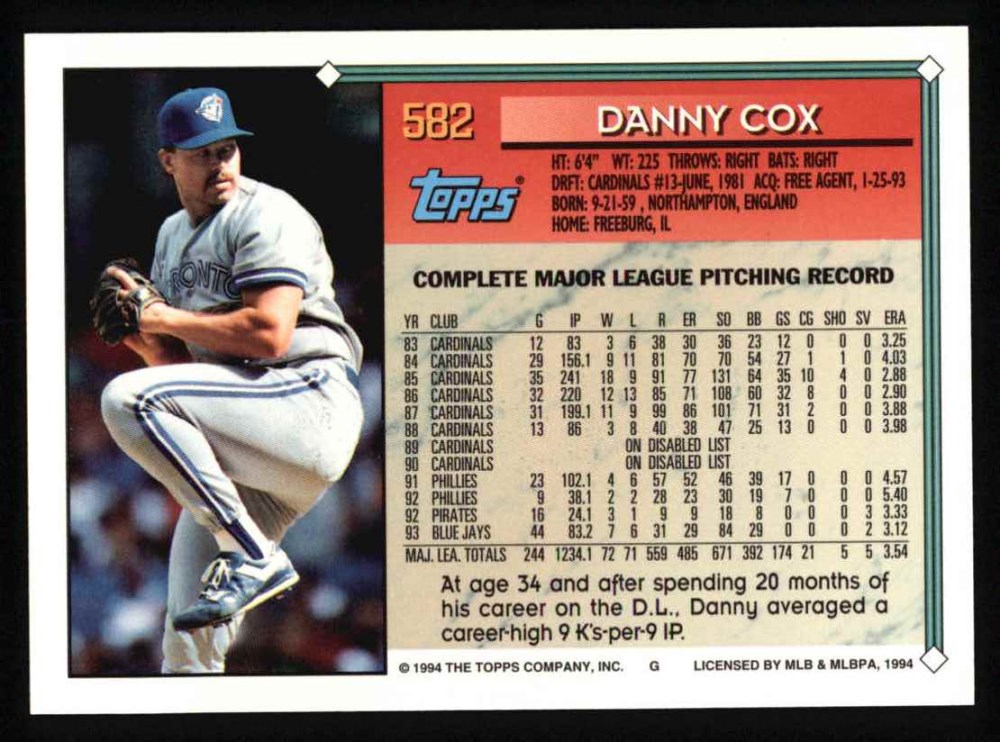 582
DANNY COX
Topps®
HT: 6'4" WT: 225 THROWS: RIGHT BATS: RIGHT
DRFT: CARDINALS #13-JUNE, 1981 ACQ: FREE AGENT, 1-25-93
BORN: 9-21-59 , NORTHAMPTON, ENGLAND
HOME: FREEBURG, IL
RONTO
COMPLETE MAJOR LEAGUE PITCHING RECORD
YR CLUB G IP W L R ER SO BB GS CG SHO SV ERA
83 CARDINALS 12 83 3 6 38 30 36 23 12 0 0 0 3.25
84 CARDINALS 29 156.1 9 11 81 70 70 54 27 1 1 0 4.03
85 CARDINALS 35 241 18 9 91 77 131 64 35 10 4 0 2.88
86 CARDINALS 32 220 12 13 85 71 108 60 32 8 0 0 2.90
87 CARDINALS 31 199.1 11 9 99 86 101 71 31 2 0 0 3.88
88 CARDINALS 13 86 3 8 40 38 47 25 13 0 0 0 3.98
89 CARDINALS ON DISABLED LIST
90 CARDINALS ON DISABLED LIST
91 PHILLIES 23 102.1 4 6 57 52 46 39 17 0 0 0 4.57
92 PHILLIES 9 38.1 2 2 28 23 30 19 7 0 0 0 5.40
92 PIRATES 16 24.1 3 1 9 9 18 8 0 0 0 3 3.33
93 BLUE JAYS 44 83.2 7 6 31 29 84 29 0 0 0 2 3.12
MAJ. LEA. TOTALS 244 1234.1 72 71 559 485 671 392 174 21 5 5 3.54
At age 34 and after spending 20 months of
his career on the D.L., Danny averaged a
career-high 9 K's-per-9 IP.
© 1994 THE TOPPS COMPANY, INC. G LICENSED BY MLB & MLBPA, 1994